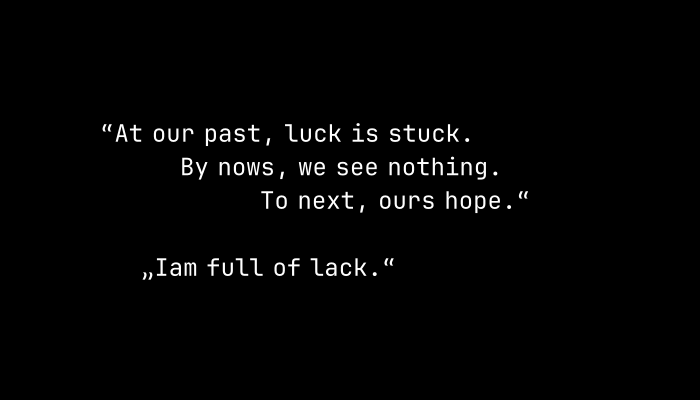 “At our past, luck is stuck.
By nows, we see nothing.
To next, ours hope.“
„Iam full of lack.“